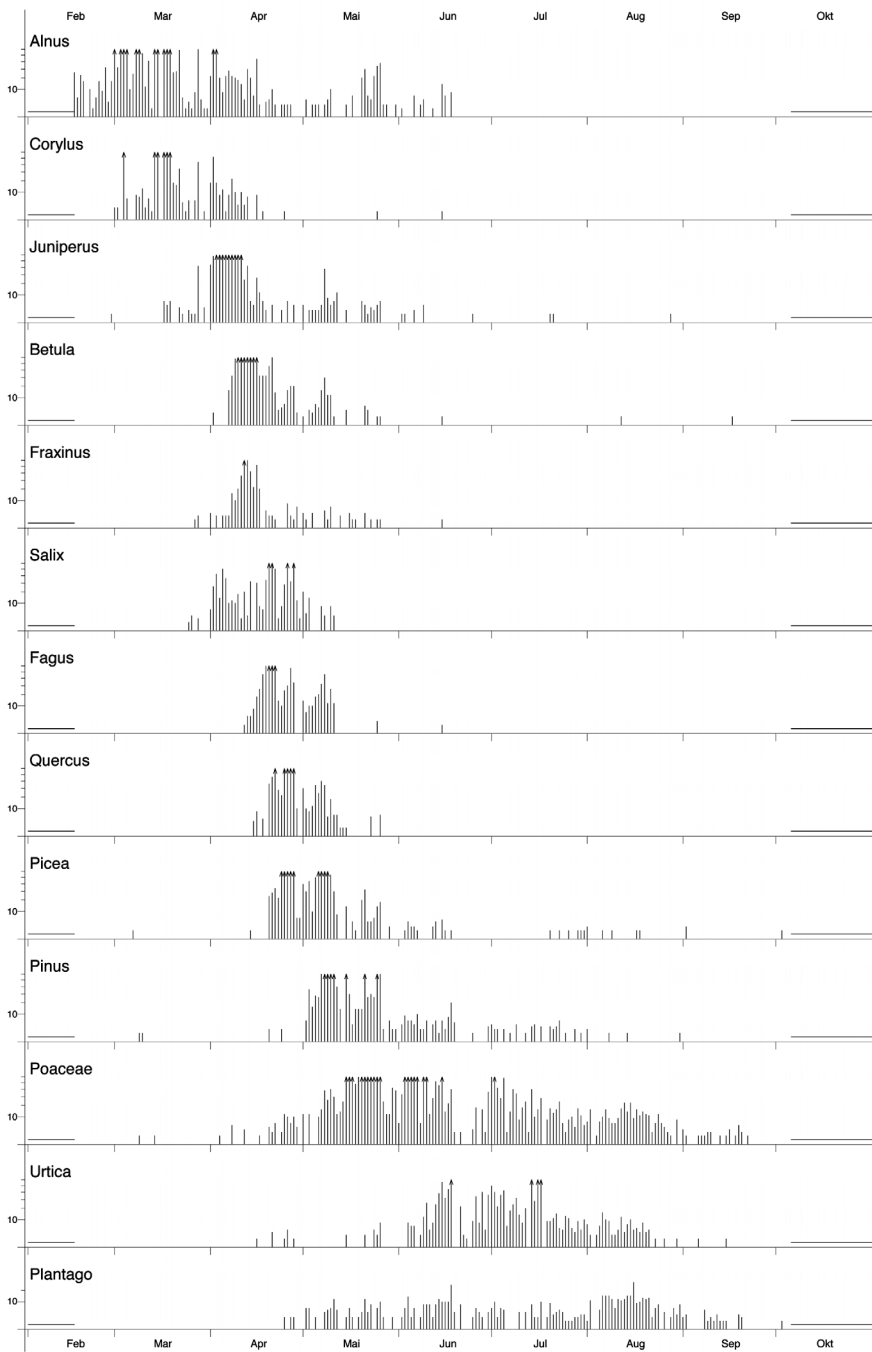 Feb Mar Apr Mai Jun Jul Aug Sep Okt
Alnus
10
Corylus
10
Juniperus
10
Betula
10
Fraxinus
10
Salix
10
Fagus
10
Quercus
10
Picea
10
Pinus
10
Poaceae
10
Urtica
10
Plantago
10
Feb Mar Apr Mai Jun Jul Aug Sep Okt